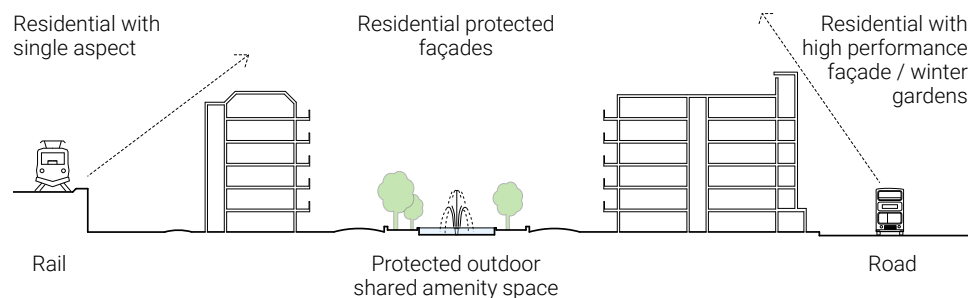 Residential with
single aspect
Residential protected
façades
Residential with
high performance
façade / winter
gardens
Rail
Protected outdoor
shared amenity space
Road